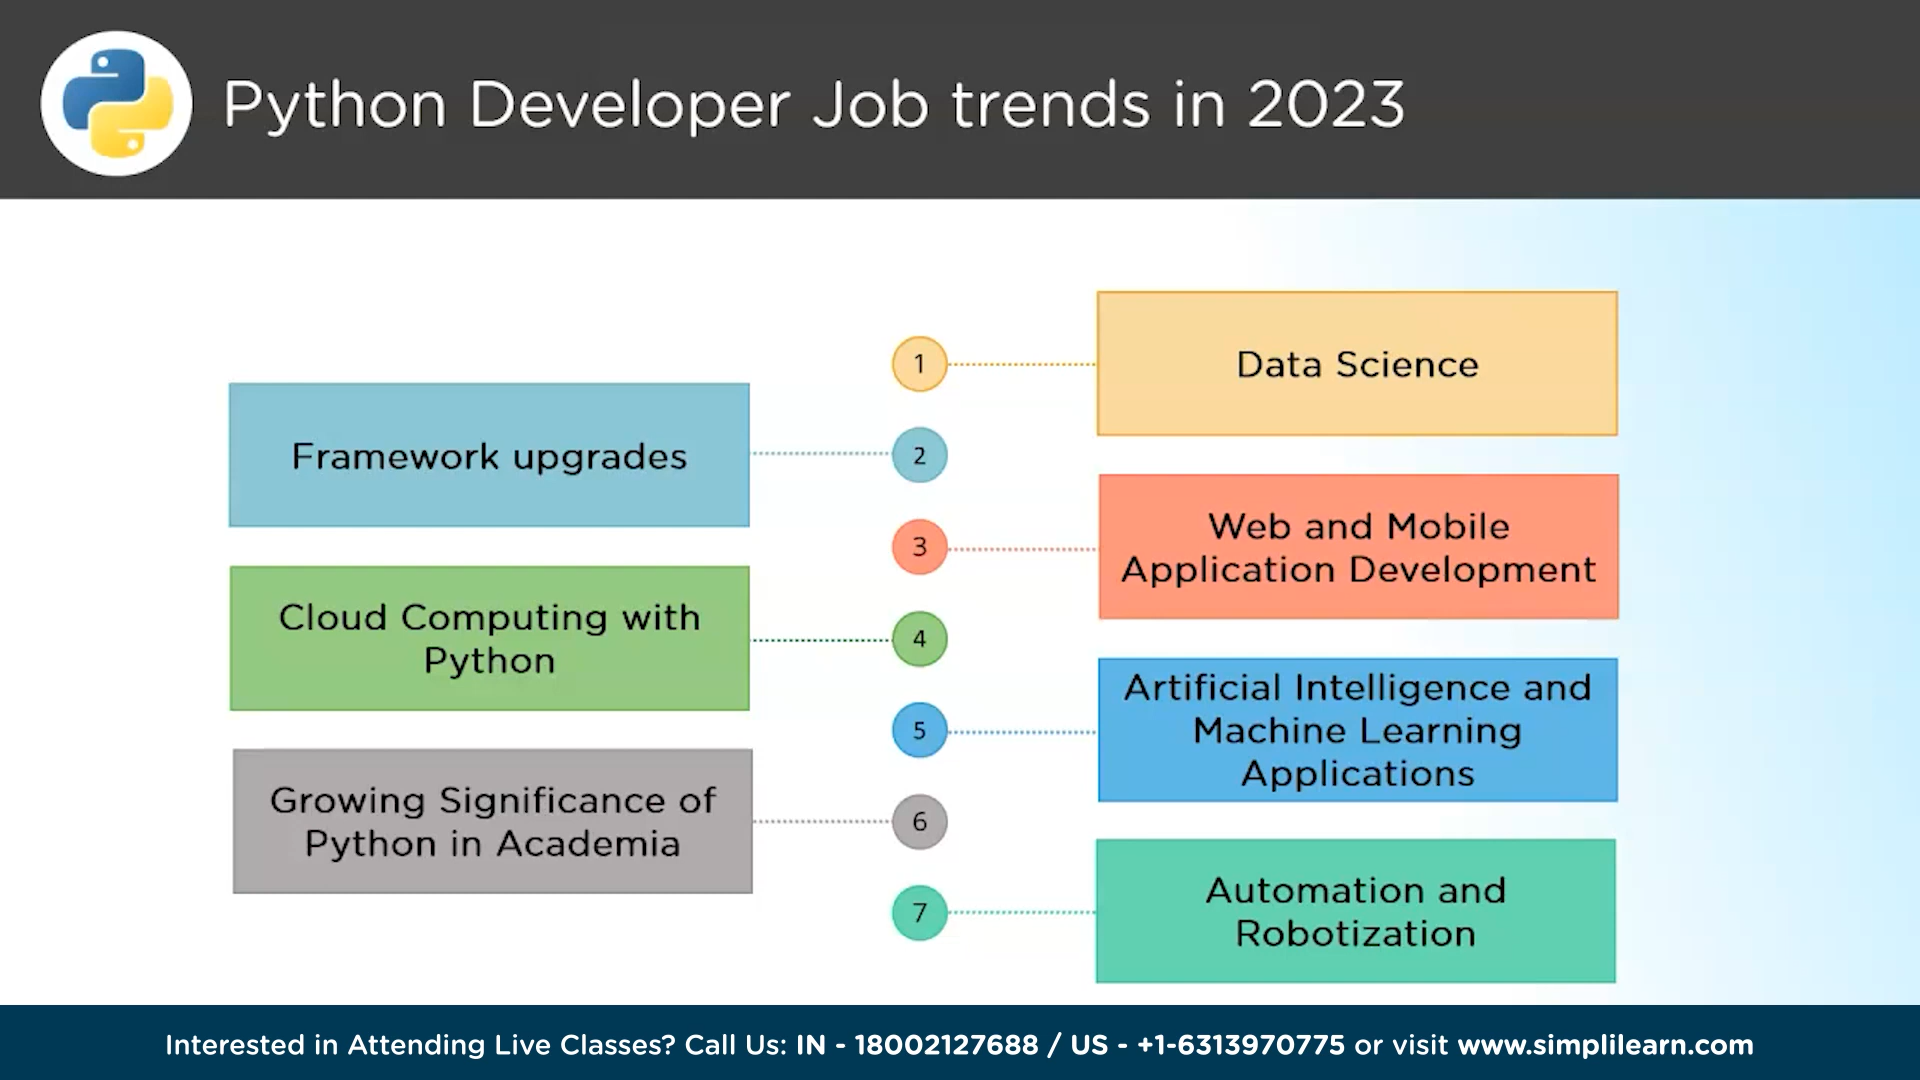 Python Developer Job trends in 2023
1
Data Science
Framework upgrades
2
3
Web and Mobile
Application Development
Cloud Computing with
Python
4
5
Artificial Intelligence and
Machine Learning
Applications
Growing Significance of
Python in Academia
6
7
Automation and
Robotization
Interested in Attending Live Classes? Call Us: IN - 18002127688 / US - +1-6313970775 or visit www.simplilearn.com